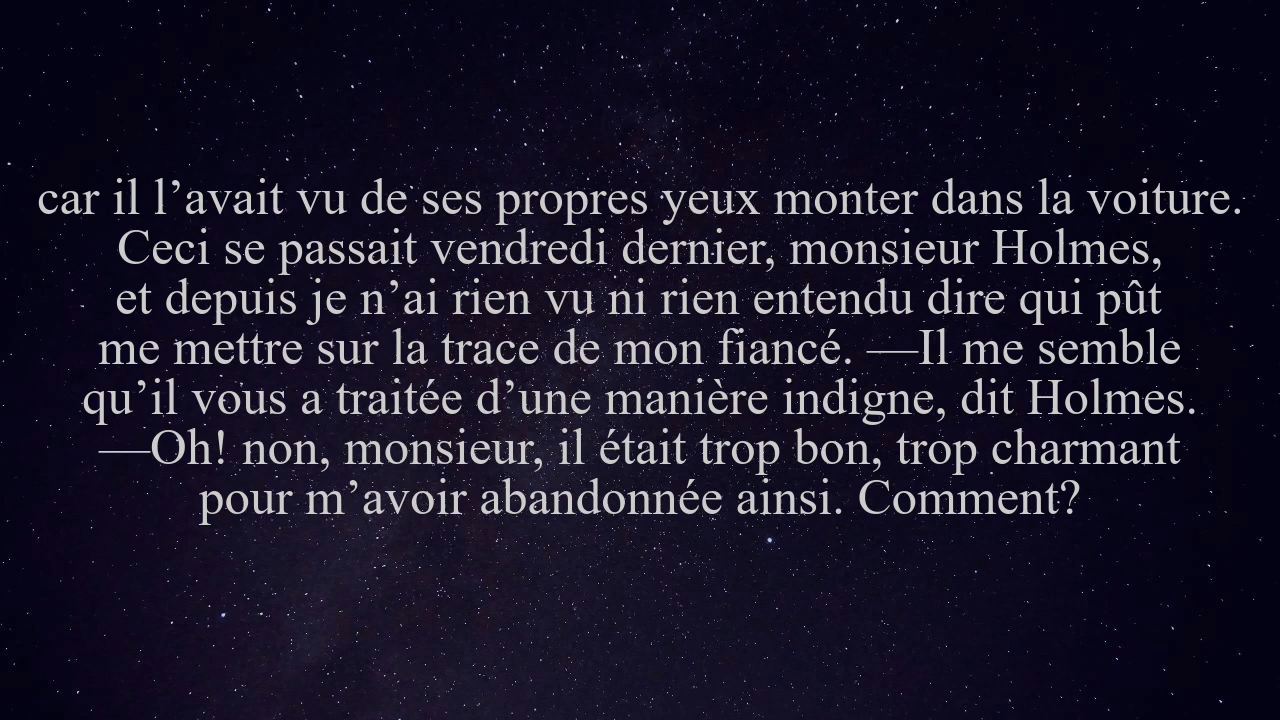 car il l’avait vu de ses propres yeux monter dans la voiture.
Ceci se passait vendredi dernier, monsieur Holmes,
et depuis je n’ai rien vu ni rien entendu dire qui pût
me mettre sur la trace de mon fiancé. —Il me semble
qu’il vous a traitée d’une manière indigne, dit Holmes.
—Oh! non, monsieur, il était trop bon, trop charmant
pour m’avoir abandonnée ainsi. Comment?